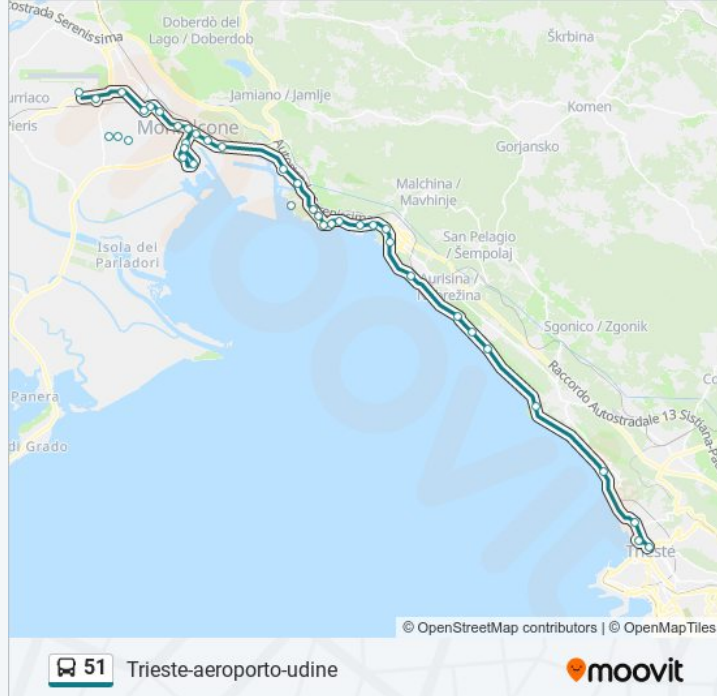 ostrada Serenissima
Doberdò del
Lago / Doberdob
Škrbina
urriaco
Jamiano / Jamlje
Komen
Pieris
Monfalcone
Gorjansko
Malchina /
Mavhinje
San Pelagio
/ Šempolaj
Isola dei
Parladori
Aurisina /
Nabrežina
Sgonico / Zgonik
Raccordo Autostradale 13 Sistiana-Pa
Panera
di Grado
Trieste
MOOVIT
© OpenStreetMap contributors | © OpenMapTiles
51
Trieste-aeroporto-udine
moovit